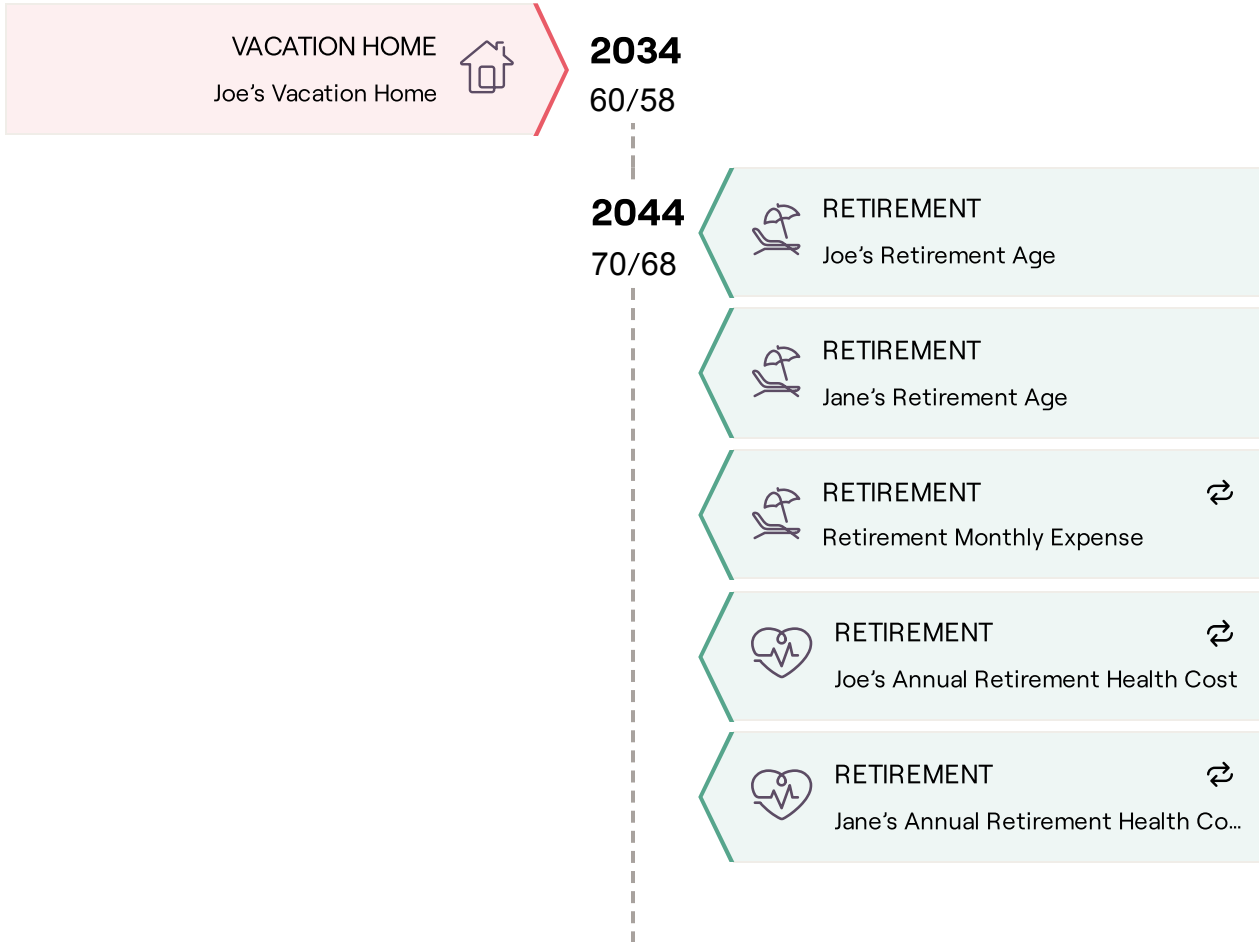 VACATION HOME
Joe’s Vacation Home
2034
60/58
2044
70/68
RETIREMENT
Joe’s Retirement Age
RETIREMENT
Jane’s Retirement Age
RETIREMENT
Retirement Monthly Expense
RETIREMENT
Joe’s Annual Retirement Health Cost
RETIREMENT
Jane’s Annual Retirement Health Co...